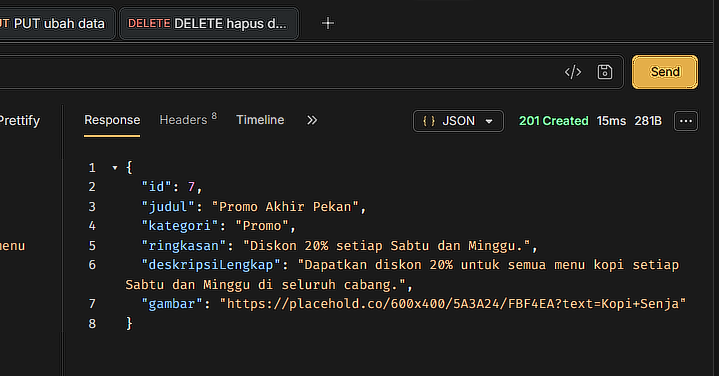 PUT ubah data
DELETE DELETE hapus d...
Send
Prettify
Response
Headers 8
Timeline
{ } JSON
201 Created
15ms
281B
1 {
2 "id": 7,
3 "judul": "Promo Akhir Pekan",
4 "kategori": "Promo",
5 "ringkasan": "Diskon 20% setiap Sabtu dan Minggu.",
6 "deskripsiLengkap": "Dapatkan diskon 20% untuk semua menu kopi setiap
Sabtu dan Minggu di seluruh cabang.",
7 "gambar": "https://placehold.co/600x400/5A3A24/FBF4EA?text=Kopi+Senja"
8 }